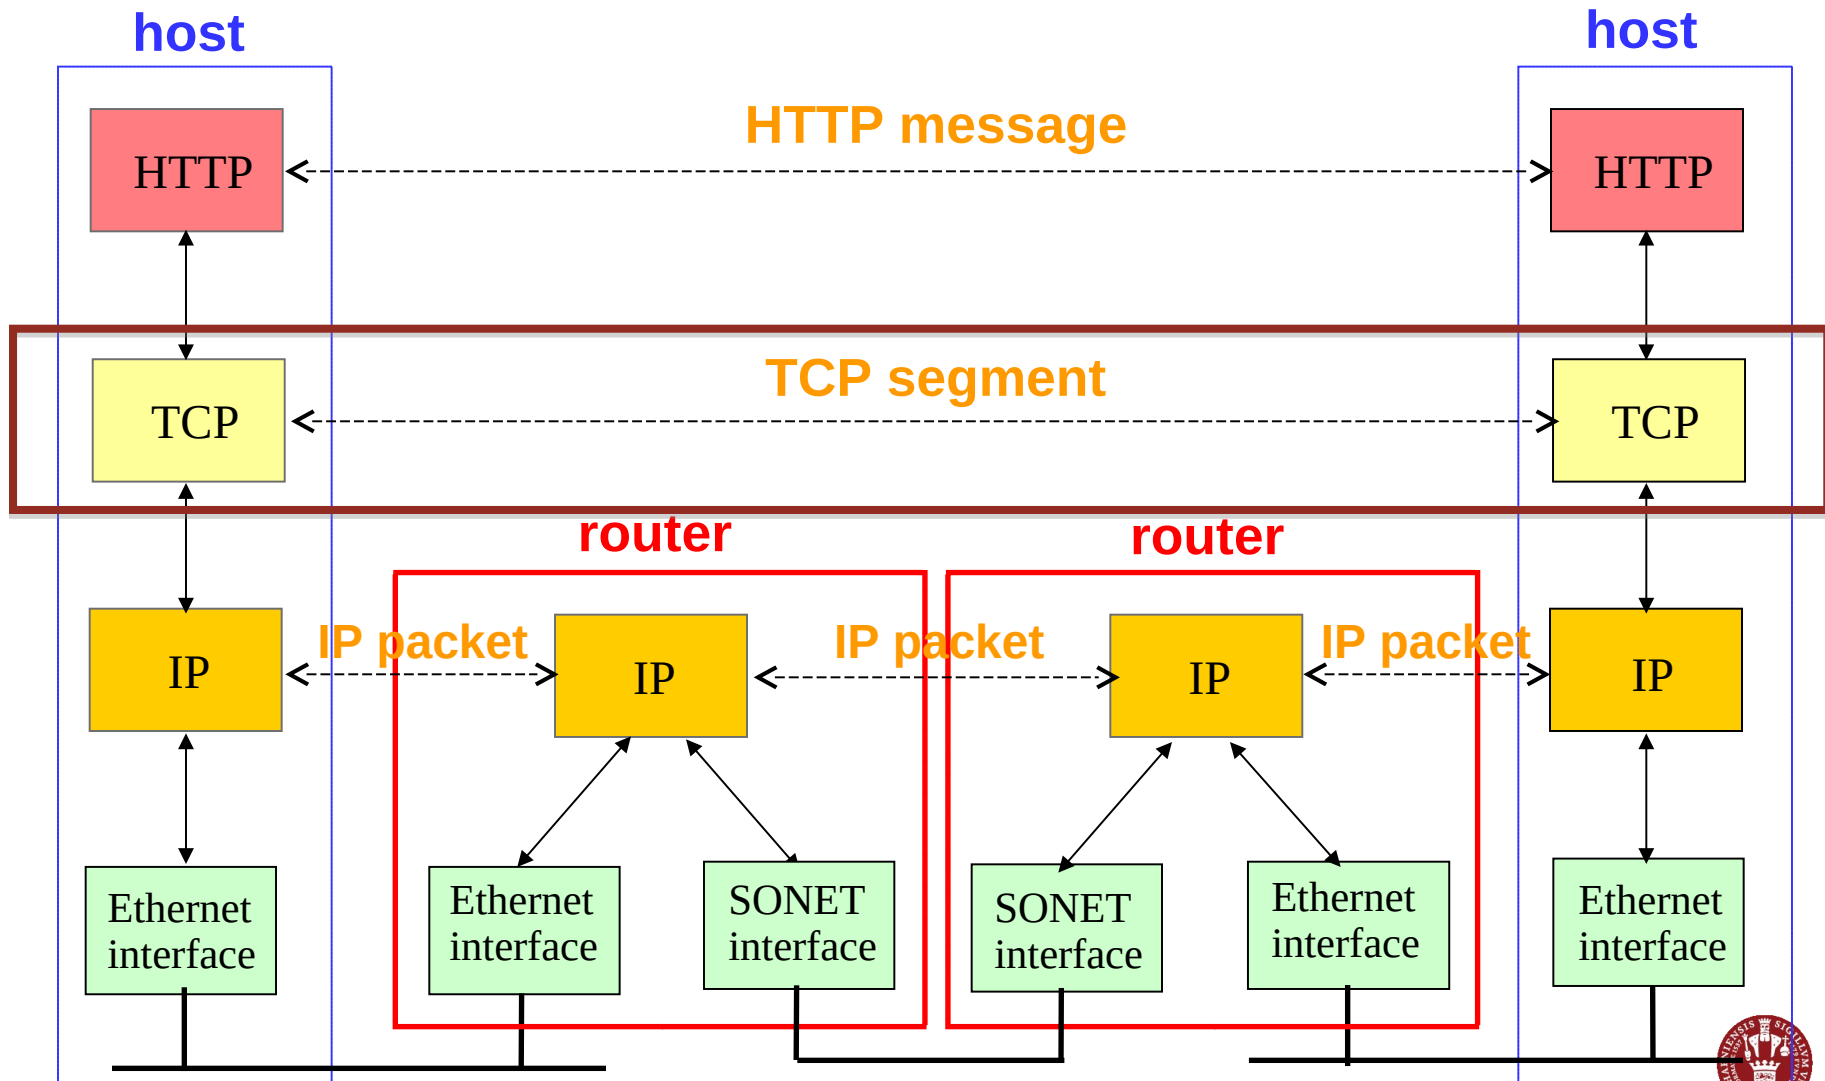 host
host
HTTP message
HTTP
HTTP
TCP segment
TCP
TCP
router
router
IP packet
IP packet
IP packet
IP
IP
IP
IP
Ethernet
interface
Ethernet
interface
SONET
interface
SONET
interface
Ethernet
interface
Ethernet
interface